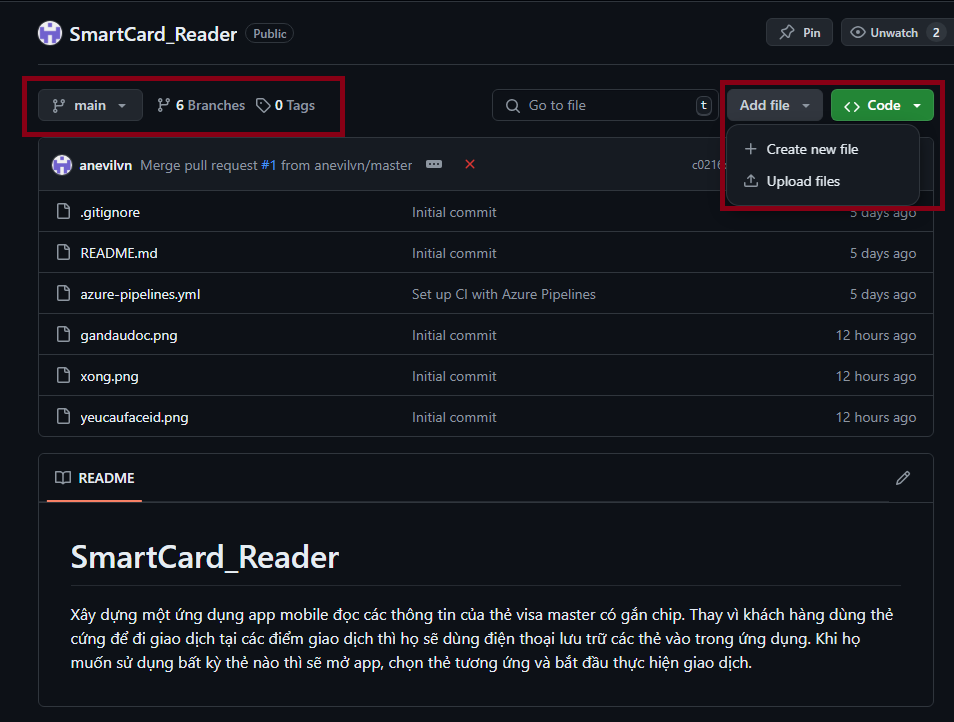 SmartCard_Reader Public Pin Unwatch 2
main 6 Branches 0 Tags Go to file t Add file Code
Create new file
Upload files
anevilvn Merge pull request #1 from anevilvn/master c0216
.gitignore Initial commit 5 days ago
README.md Initial commit 5 days ago
azure-pipelines.yml Set up CI with Azure Pipelines 5 days ago
gandaudoc.png Initial commit 12 hours ago
xong.png Initial commit 12 hours ago
yeucaufaceid.png Initial commit 12 hours ago
README
SmartCard_Reader
Xây dựng một ứng dụng app mobile đọc các thông tin của thẻ visa master có gắn chip. Thay vì khách hàng dùng thẻ
cứng để đi giao dịch tại các điểm giao dịch thì họ sẽ dùng điện thoại lưu trữ các thẻ vào trong ứng dụng. Khi họ
muốn sử dụng bất kỳ thẻ nào thì sẽ mở app, chọn thẻ tương ứng và bắt đầu thực hiện giao dịch.